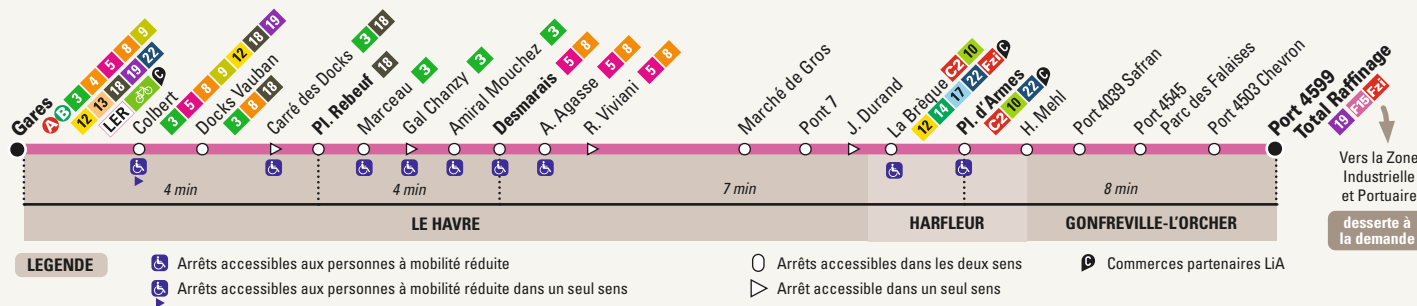 Gares
A B 3 4 5 8 9
12 13 18 19 22
LER C
Colbert
3 5 8 9 12 18 19
Docks Vauban
3 8 18
Carré des Docks 3 18
Pl. Rebeuf 18
Marceau 3
Gal Chanzy 3
Amiral Mouchez 3
Desmarais 5 8
A. Agasse 5 8
R. Viviani 5 8
Marché de Gros
Pont 7
J. Durand
La Brèque C2 10
12 14 17 22 Fzi C
Pl. d'Armes
C2 10 22 C
H. Mehl
Port 4039 Safran
Port 4545
Parc des Falaises
Port 4503 Chevron
Port 4599
Total Raffinage
19 F15 Fzi
Vers la Zone
Industrielle
et Portuaire
desserte à
la demande
4 min
4 min
7 min
8 min
LE HAVRE
HARFLEUR
GONFREVILLE-L'ORCHER
LEGENDE
Arrêts accessibles aux personnes à mobilité réduite
Arrêts accessibles aux personnes à mobilité réduite dans un seul sens
Arrêts accessibles dans les deux sens
Arrêt accessible dans un seul sens
C Commerces partenaires LiA